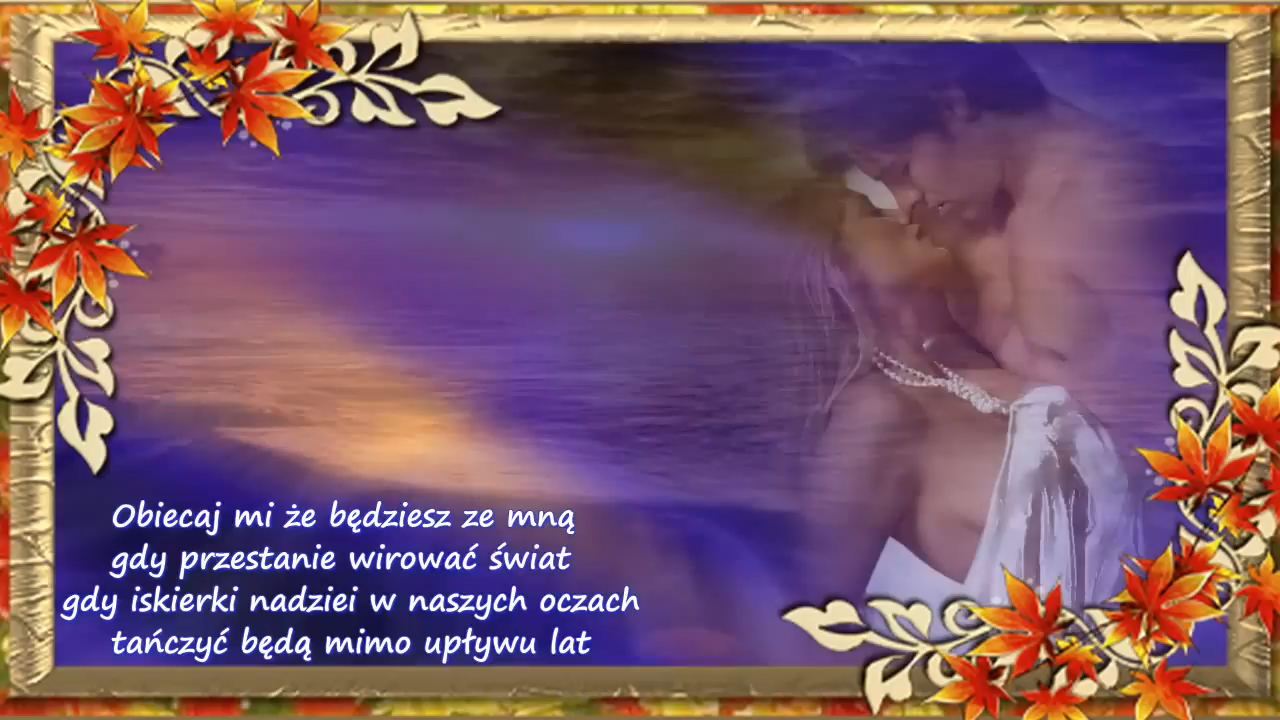 Obiecaj mi że będziesz ze mną
gdy przestanie wirować świat
gdy iskierki nadziei w naszych oczach
tańczyć będą mimo upływu lat